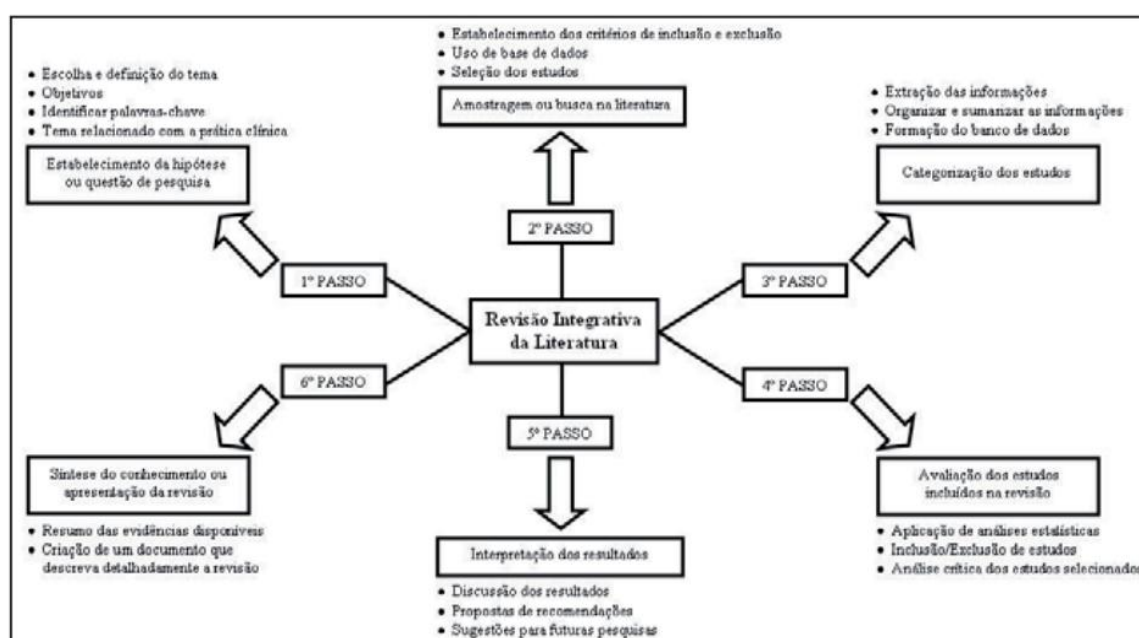 • Escolha e definição do tema
• Objetivos
• Identificar palavras-chave
• Tema relacionado com a prática clínica
Estabelecimento da hipótese
ou questão de pesquisa
1º PASSO
• Estabelecimento dos critérios de inclusão e exclusão
• Uso de base de dados
• Seleção dos estudos
Amostragem ou busca na literatura
2º PASSO
• Extração das informações
• Organizar e sumarizar as informações
• Formação do banco de dados
Categorização dos estudos
3º PASSO
Revisão Integrativa
da Literatura
4º PASSO
Avaliação dos estudos
incluídos na revisão
• Aplicação de análises estatísticas
• Inclusão/Exclusão de estudos
• Análise crítica dos estudos selecionados
5º PASSO
Interpretação dos resultados
• Discussão dos resultados
• Propostas de recomendações
• Sugestões para futuras pesquisas
6º PASSO
Síntese do conhecimento ou
apresentação da revisão
• Resumo das evidências disponíveis
• Criação de um documento que
descreva detalhadamente a revisão